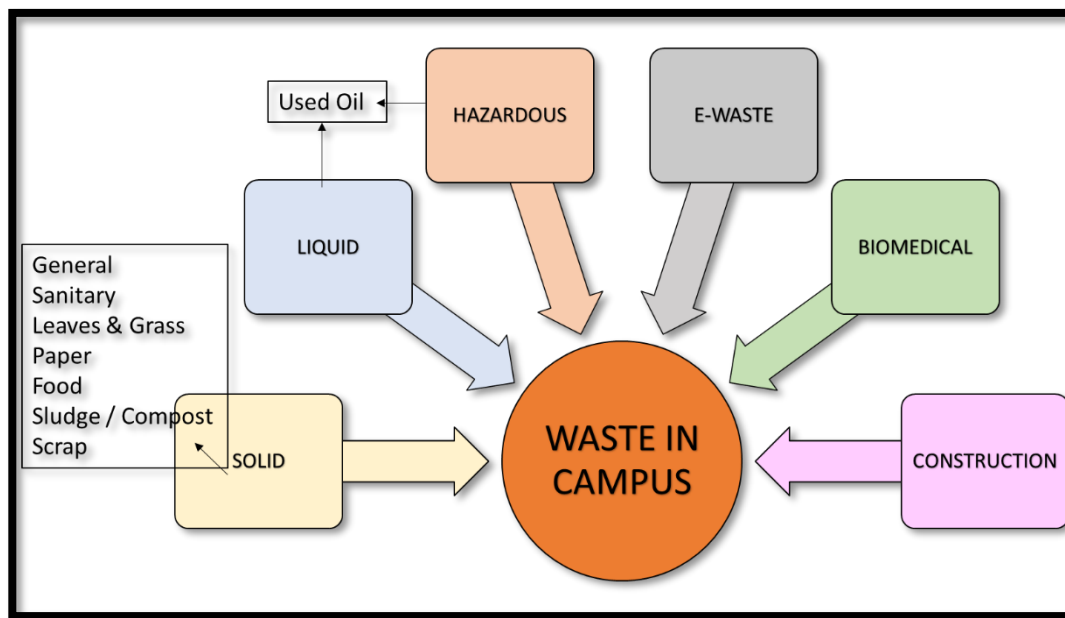 Used Oil
HAZARDOUS
E-WASTE
LIQUID
BIOMEDICAL
General
Sanitary
Leaves & Grass
Paper
Food
Sludge / Compost
Scrap
SOLID
WASTE IN
CAMPUS
CONSTRUCTION